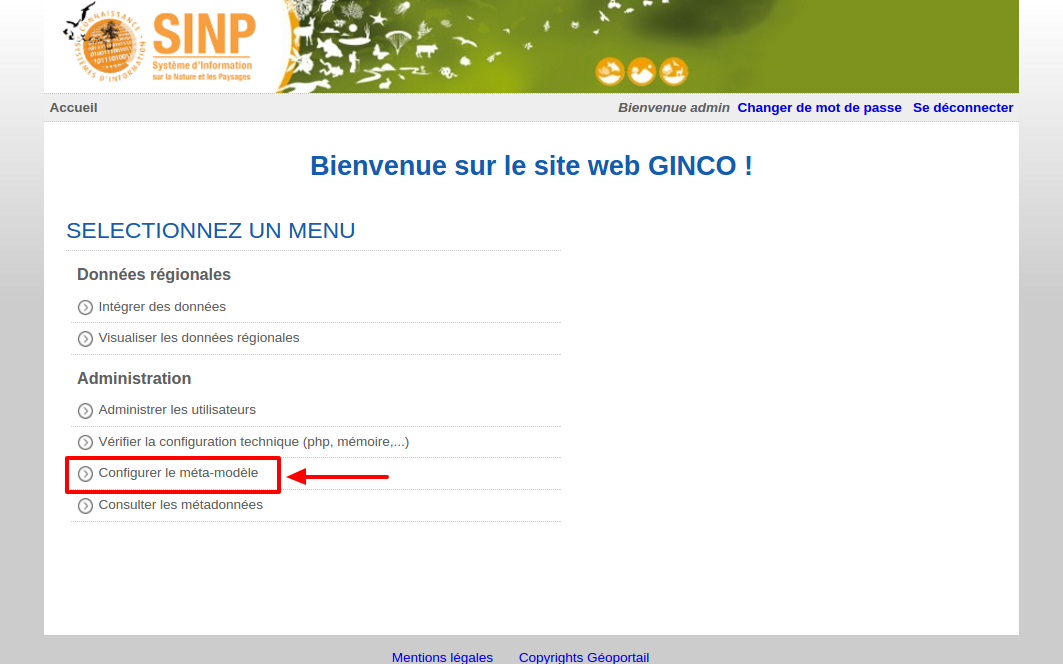 SINP
Système d'Information
sur la Nature et les Paysages
Accueil
Bienvenue admin Changer de mot de passe Se déconnecter
Bienvenue sur le site web GINCO !
SELECTIONNEZ UN MENU
Données régionales
Intégrer des données
Visualiser les données régionales
Administration
Administrer les utilisateurs
Vérifier la configuration technique (php, mémoire,...)
Configurer le méta-modèle
Consulter les métadonnées
Mentions légales Copyrights Géoportail